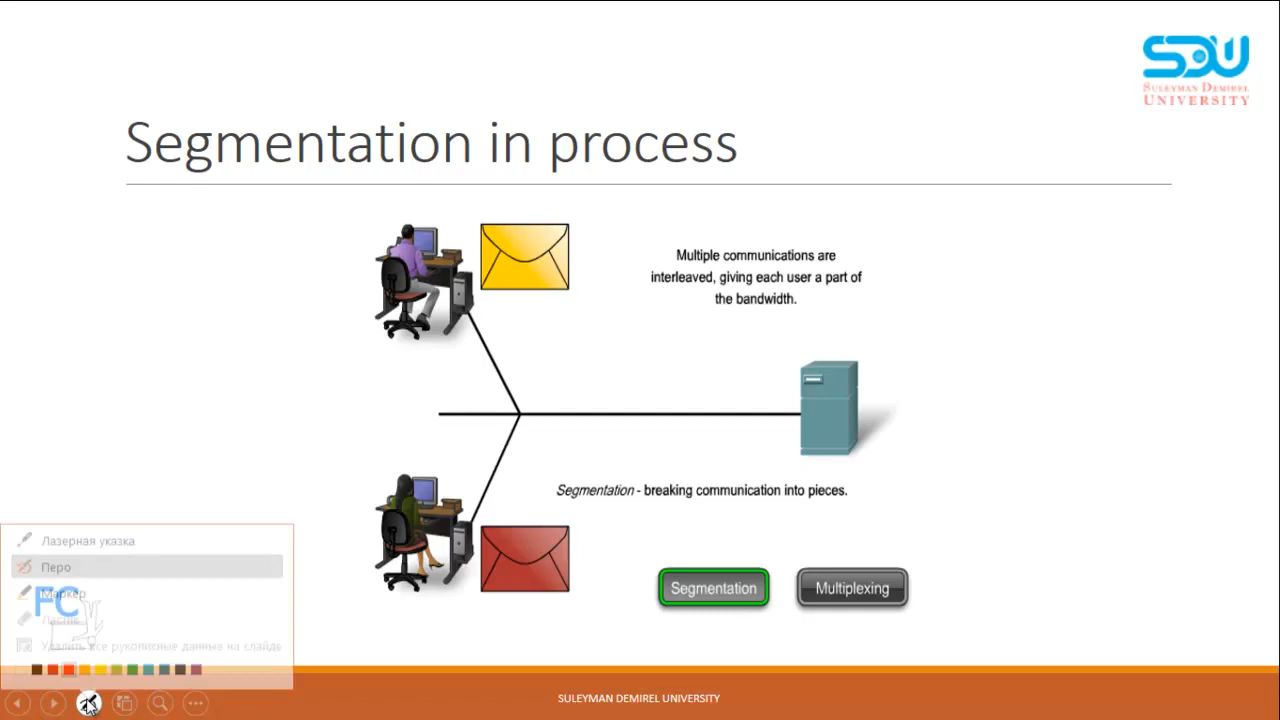 SDU
SULEYMAN DEMIREL
UNIVERSITY
Segmentation in process
Multiple communications are
interleaved, giving each user a part of
the bandwidth.
Segmentation - breaking communication into pieces.
Segmentation
Multiplexing
Лазерная указка
Перо
Маркер
FC
Ластик
Удалить все рукописные данные на слайде
SULEYMAN DEMIREL UNIVERSITY